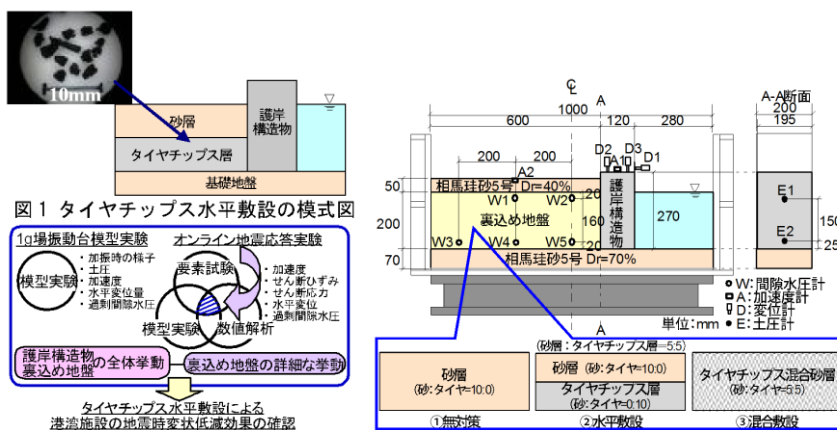 10mm
砂層
護岸
構造物
タイヤチップス層
基礎地盤
図1 タイヤチップス水平敷設の模式図
1g場振動台模型実験
模型実験
・加振時の様子
・土圧
・加速度
・水平変位量
・過剰間隙水圧
オンライン地震応答実験
要素試験
模型実験
数値解析
・加速度
・せん断ひずみ
・せん断応力
・水平変位
・過剰間隙水圧
護岸構造物
裏込め地盤
の全体挙動
裏込め地盤の詳細な挙動
タイヤチップス水平敷設による
港湾施設の地震時変状低減効果の確認
℄
1000
A
600
120
280
D2
D3
A1
D1
200
200
A2
50
相馬珪砂5号 Dr=40%
W1
W2
20
200
裏込め地盤
160
護岸構造物
270
W3
W4
W5
20
70
相馬珪砂5号 Dr=70%
A
A-A断面
200
195
E1
E2
150
25
W:間隙水圧計
A:加速度計
D:変位計
E:土圧計
単位:mm
(砂層:タイヤチップス層=5:5)
砂層
(砂:タイヤ=10:0)
①無対策
砂層 (砂:タイヤ=10:0)
タイヤチップス層
(砂:タイヤ=0:10)
②水平敷設
タイヤチップス混合砂層
(砂:タイヤ=5:5)
③混合敷設